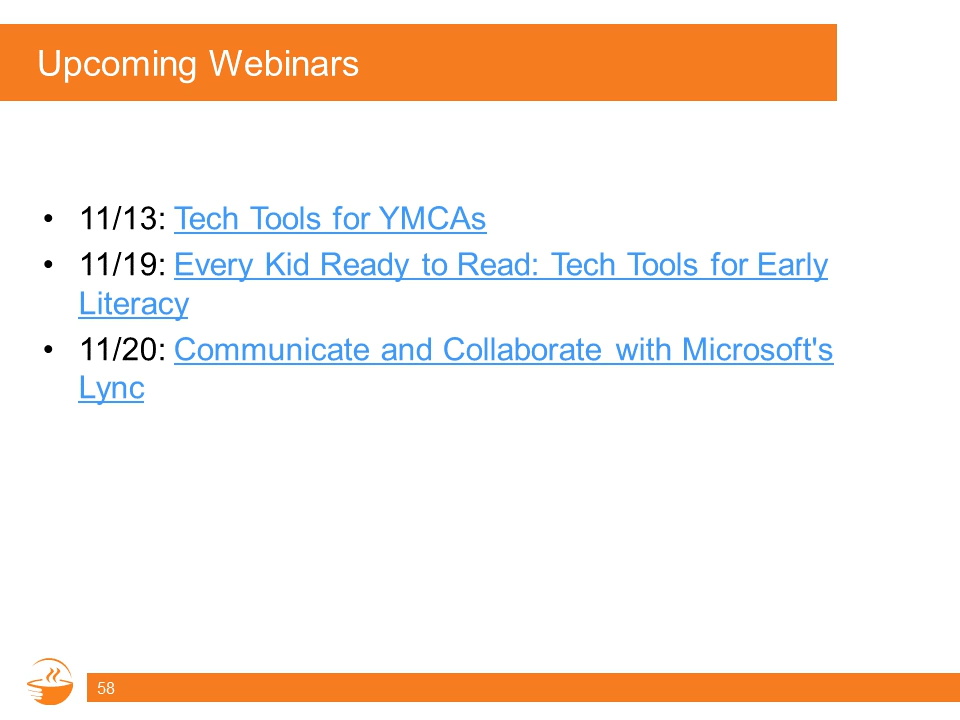 Upcoming Webinars
• 11/13: Tech Tools for YMCAs
• 11/19: Every Kid Ready to Read: Tech Tools for Early
Literacy
• 11/20: Communicate and Collaborate with Microsoft's
Lync
58